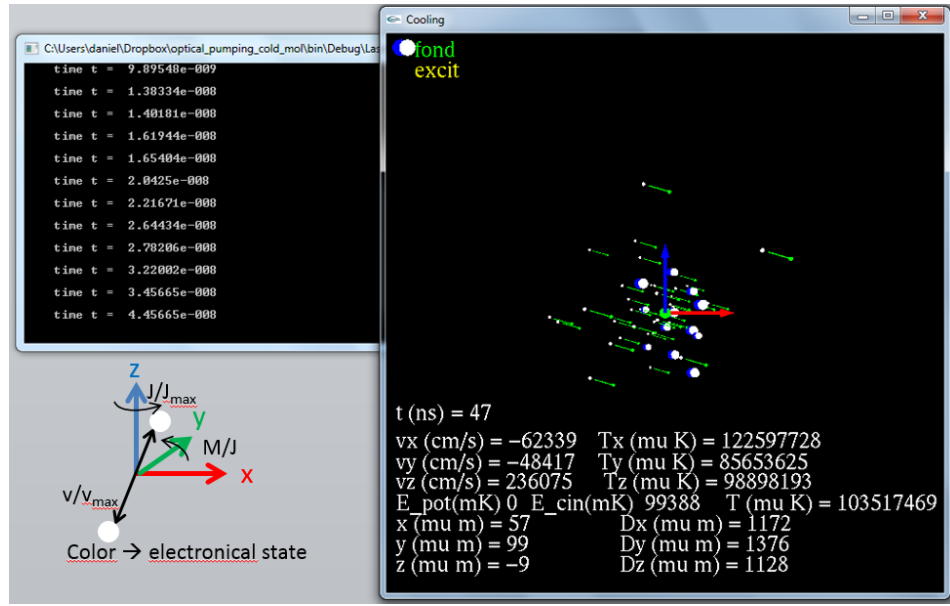 C:\Users\daniel\Dropbox\optical_pumping_cold_mol\bin\Debug\Las
time t = 9.89548e-009
time t = 1.38334e-008
time t = 1.40181e-008
time t = 1.61944e-008
time t = 1.65404e-008
time t = 2.0425e-008
time t = 2.21671e-008
time t = 2.64434e-008
time t = 2.78206e-008
time t = 3.22002e-008
time t = 3.45665e-008
time t = 4.45665e-008
z
J/Jmax
y
M/J
x
v/vmax
Color → electronical state
Cooling
fond
excit
t (ns) = 47
vx (cm/s) = −62339 Tx (mu K) = 122597728
vy (cm/s) = −48417 Ty (mu K) = 85653625
vz (cm/s) = 236075 Tz (mu K) = 98898193
E_pot(mK) 0 E_cin(mK) 99388 T (mu K) = 103517469
x (mu m) = 57 Dx (mu m) = 1172
y (mu m) = 99 Dy (mu m) = 1376
z (mu m) = −9 Dz (mu m) = 1128